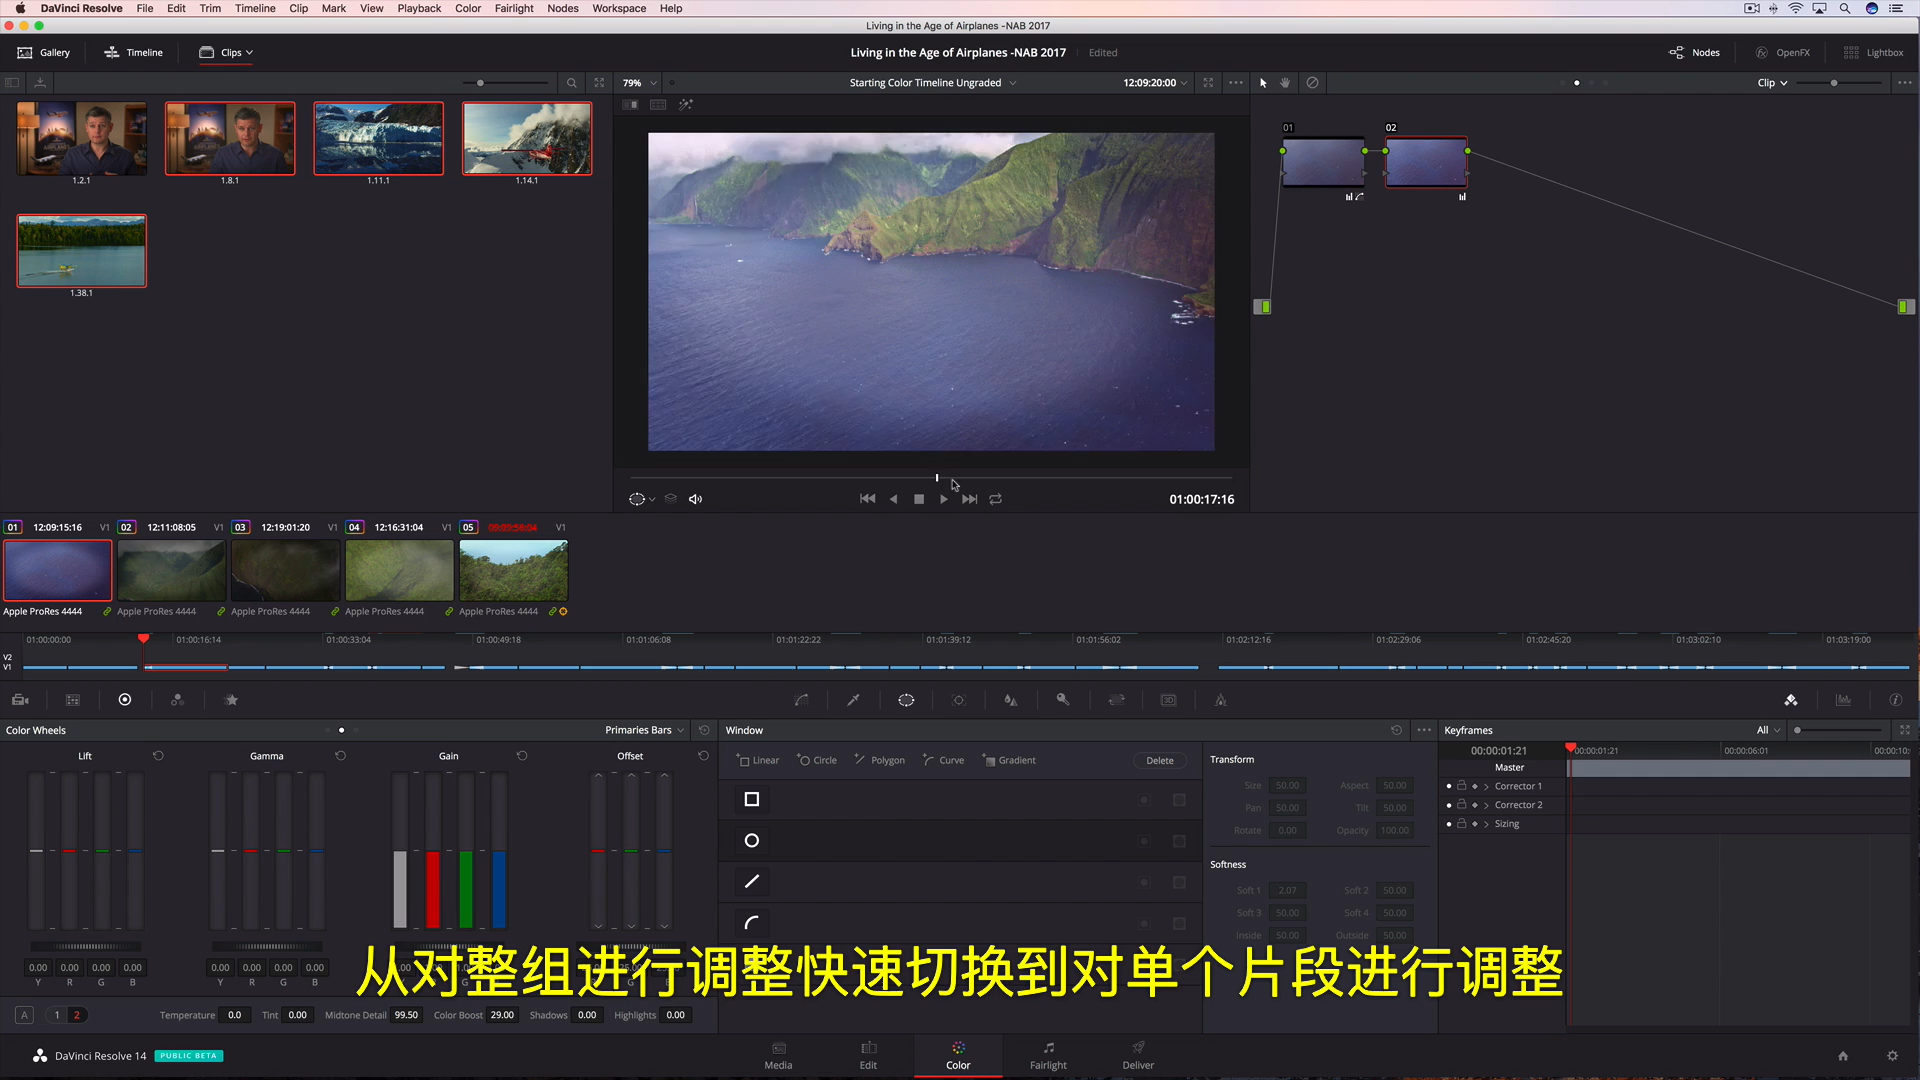 DaVinci Resolve File Edit Trim Timeline Clip Mark View Playback Color Fairlight Nodes Workspace Help
Living in the Age of Airplanes -NAB 2017
Gallery Timeline Clips Living in the Age of Airplanes -NAB 2017 Edited Nodes OpenFX Lightbox
79% Starting Color Timeline Ungraded 12:09:20:00 Clip
01 02
1.2.1 1.8.1 1.11.1 1.14.1
1.38.1
01:00:17:16
01 12:09:15:16 V1 02 12:11:08:05 V1 03 12:19:01:20 V1 04 12:16:31:04 V1 05 V1
Apple ProRes 4444 Apple ProRes 4444 Apple ProRes 4444 Apple ProRes 4444 Apple ProRes 4444
01:00:00:00 01:00:16:14 01:00:33:04 01:00:49:18 01:01:06:08 01:01:22:22 01:01:39:12 01:01:56:02 01:02:12:16 01:02:29:06 01:02:45:20 01:03:02:10 01:03:19:00
V2
V1
Color Wheels Primaries Bars Window Keyframes All
Lift Gamma Gain Offset
Linear Circle Polygon Curve Gradient Delete
Transform
Size 50.00 Aspect 50.00
Pan 50.00 Tilt 50.00
Rotate 0.00 Opacity 100.00
Softness
Soft 1 2.07 Soft 2 50.00
Soft 3 50.00 Soft 4 50.00
Inside 50.00 Outside 50.00
00:00:01:21 00:00:01:21 00:00:06:01 00:00:10:
Master
Corrector 1
Corrector 2
Sizing
0.00 0.00 0.00 0.00 0.00 0.00 0.00 0.00
Y R G B Y R G B
从对整组进行调整快速切换到对单个片段进行调整
A 1 2 Temperature 0.0 Tint 0.00 Midtone Detail 99.50 Color Boost 29.00 Shadows 0.00 Highlights 0.00
DaVinci Resolve 14 PUBLIC BETA
Media Edit Color Fairlight Deliver